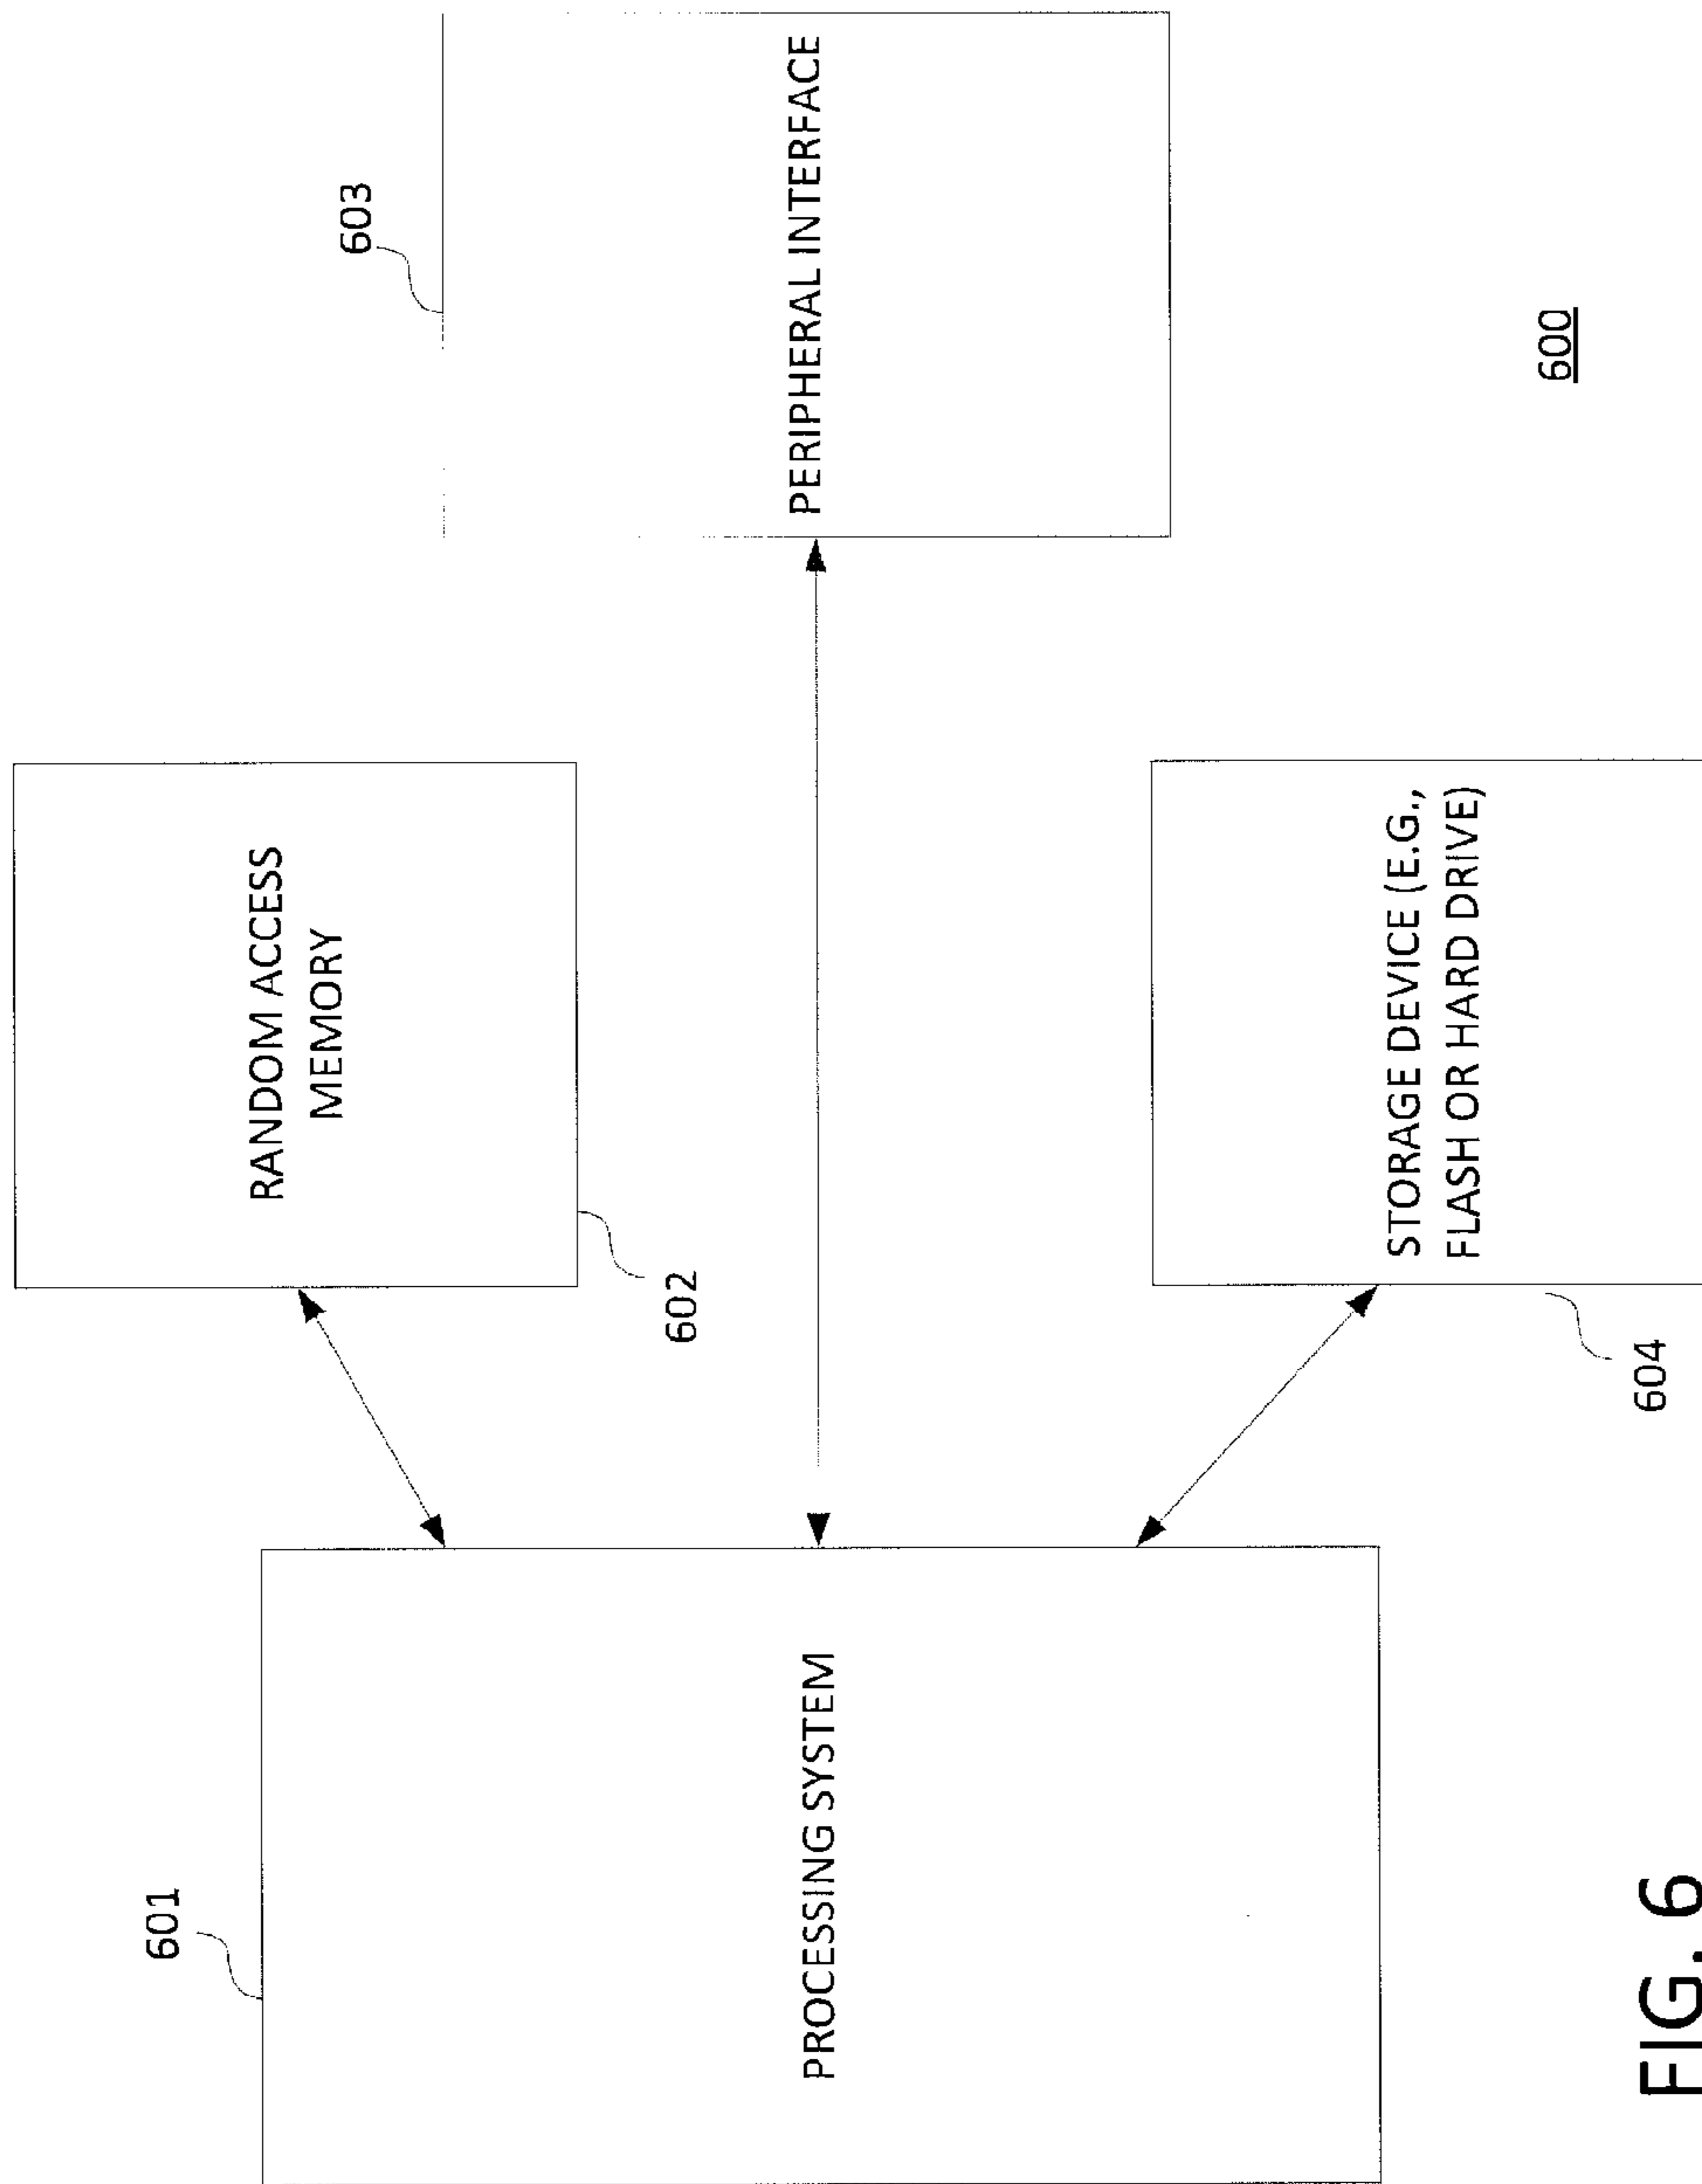 601
PROCESSING SYSTEM
RANDOM ACCESS
MEMORY
602
603
PERIPHERAL INTERFACE
STORAGE DEVICE (E.G.,
FLASH OR HARD DRIVE)
604
600
FIG. 6